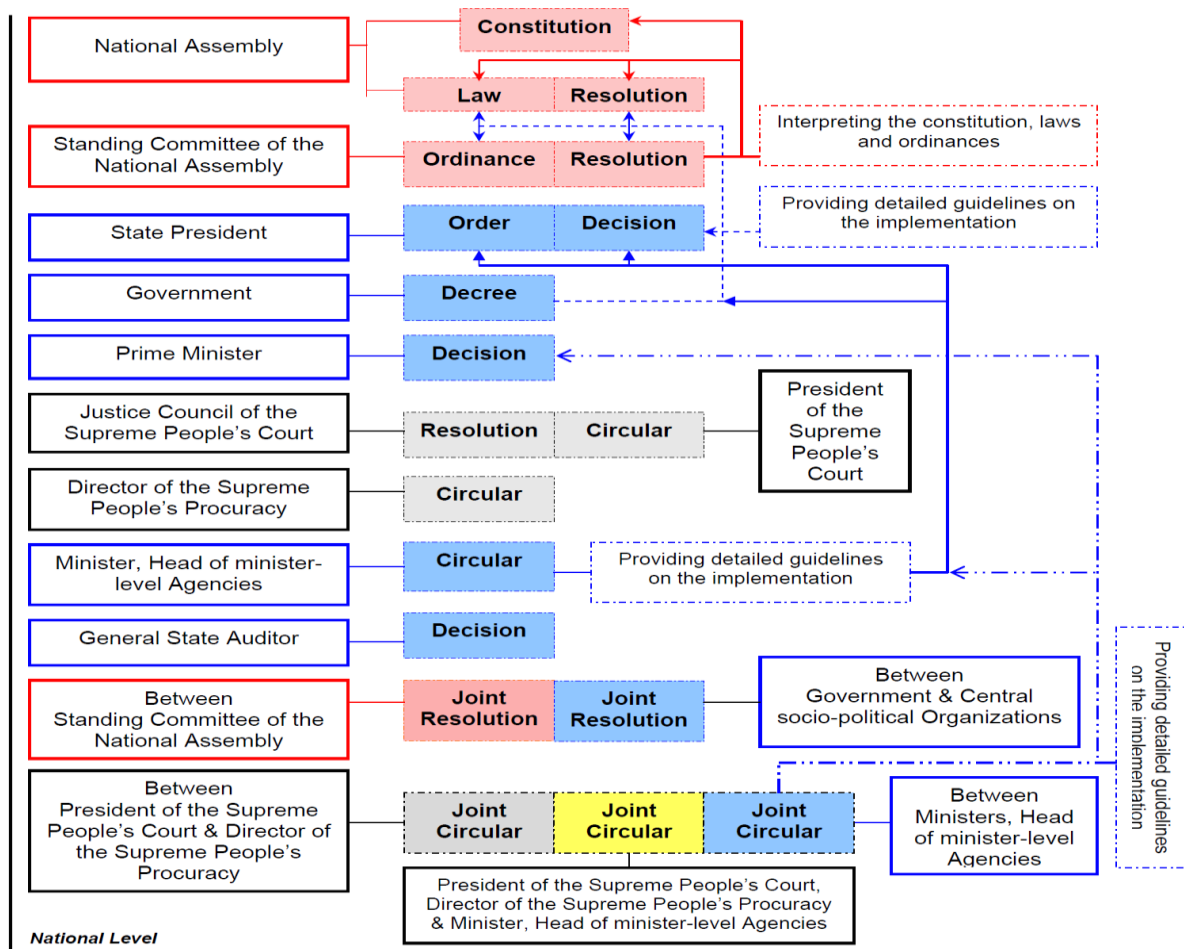 National Assembly
Constitution
Law
Resolution
Standing Committee of the
National Assembly
Ordinance
Resolution
Interpreting the constitution, laws
and ordinances
State President
Order
Decision
Providing detailed guidelines on
the implementation
Government
Decree
Prime Minister
Decision
Justice Council of the
Supreme People's Court
Resolution
Circular
President
of the
Supreme
People's
Court
Director of the Supreme
People's Procuracy
Circular
Minister, Head of minister-
level Agencies
Circular
Providing detailed guidelines
on the implementation
General State Auditor
Decision
Between
Standing Committee of the
National Assembly
Joint
Resolution
Joint
Resolution
Between
Government & Central
socio-political Organizations
Providing detailed guidelines
on the implementation
Between
President of the Supreme
People's Court & Director of
the Supreme People's
Procuracy
Joint
Circular
Joint
Circular
Joint
Circular
Between
Ministers, Head
of minister-level
Agencies
President of the Supreme People's Court,
Director of the Supreme People's Procuracy
& Minister, Head of minister-level Agencies
National Level